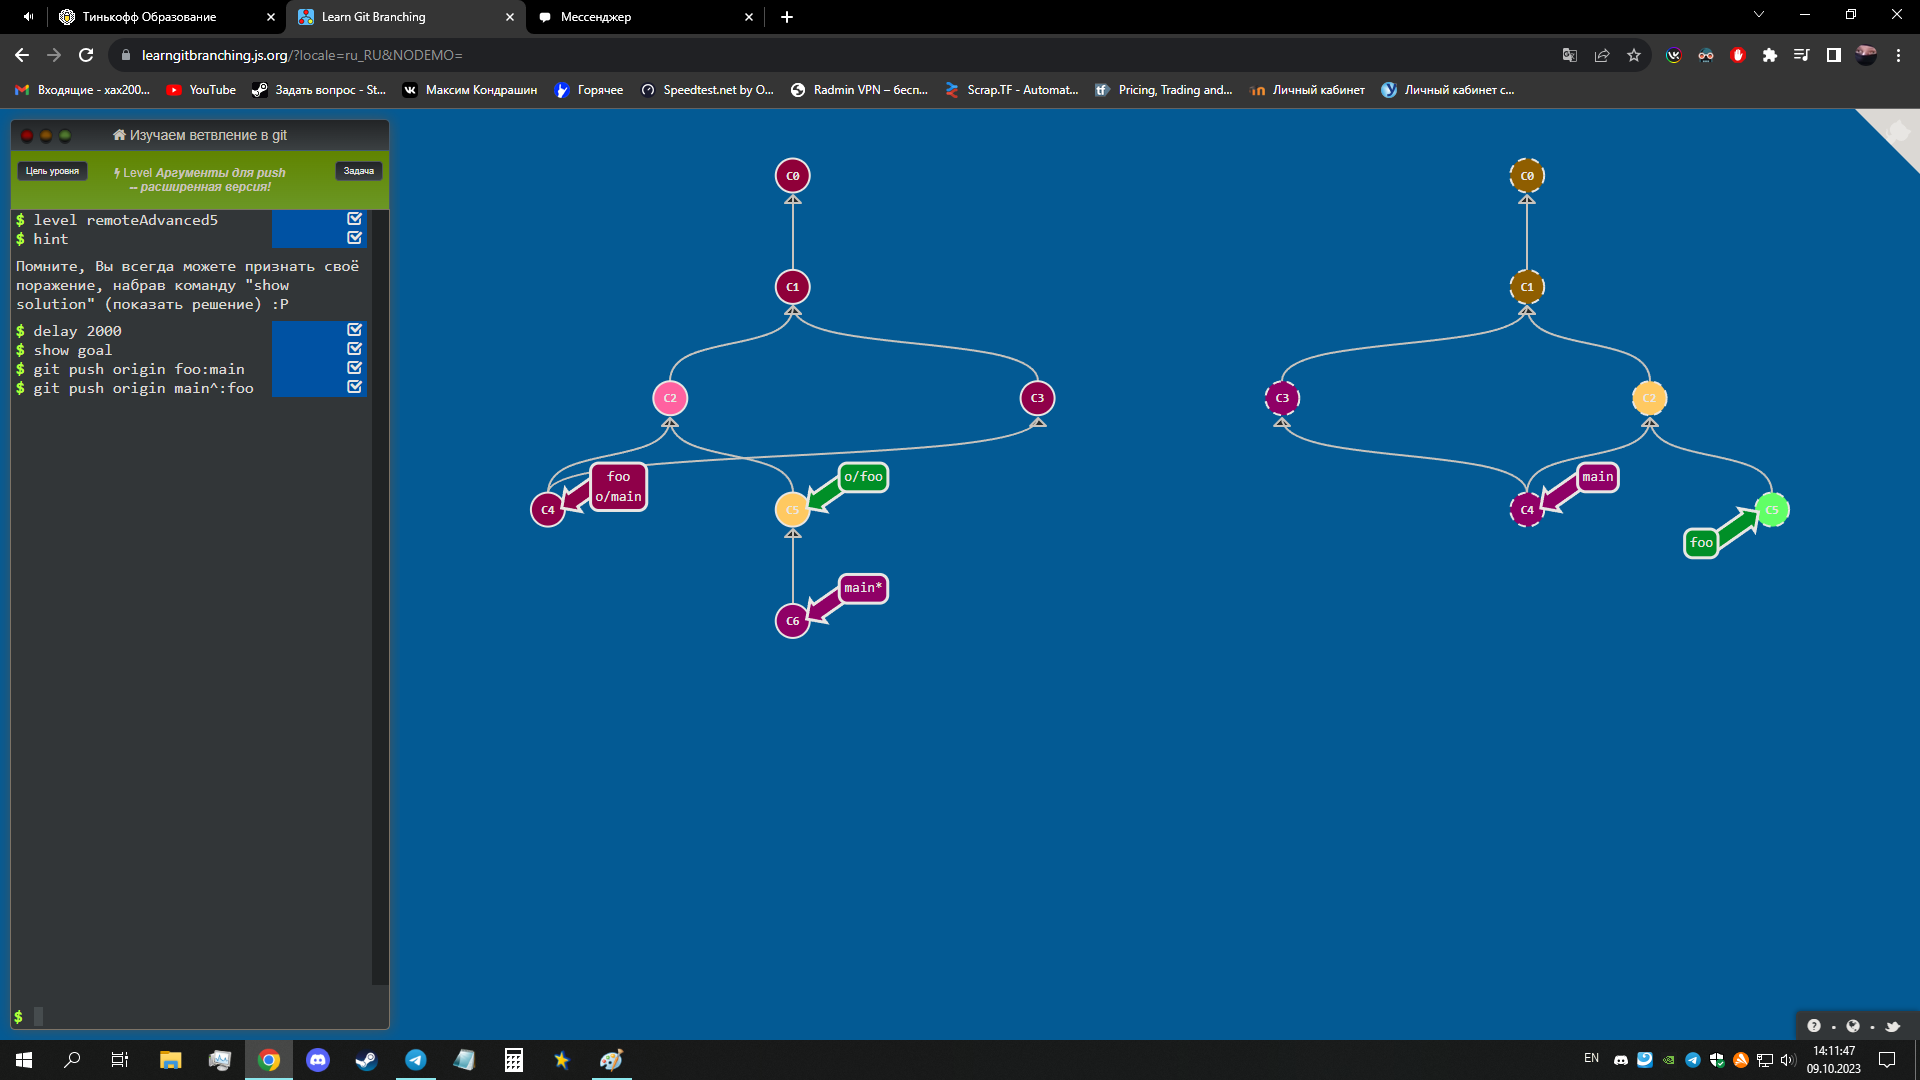 Тинькофф Образование
Learn Git Branching
Мессенджер
learngitbranching.js.org/?locale=ru_RU&NODEMO=
Входящие - xax200...
YouTube
Задать вопрос - St...
Максим Кондрашин
Горячее
Speedtest.net by O...
Radmin VPN – бесп...
Scrap.TF - Automat...
Pricing, Trading and...
Личный кабинет
Личный кабинет с...
Изучаем ветвление в git
Цель уровня
Level Аргументы для push
-- расширенная версия!
Задача
$ level remoteAdvanced5
$ hint
Помните, Вы всегда можете признать своё
поражение, набрав команду "show
solution" (показать решение) :P
$ delay 2000
$ show goal
$ git push origin foo:main
$ git push origin main^:foo
$
C0
C1
C2
C3
foo
o/main
C4
C5
o/foo
C6
main*
C0
C1
C3
C2
C4
main
C5
foo
EN
14:11:47
09.10.2023